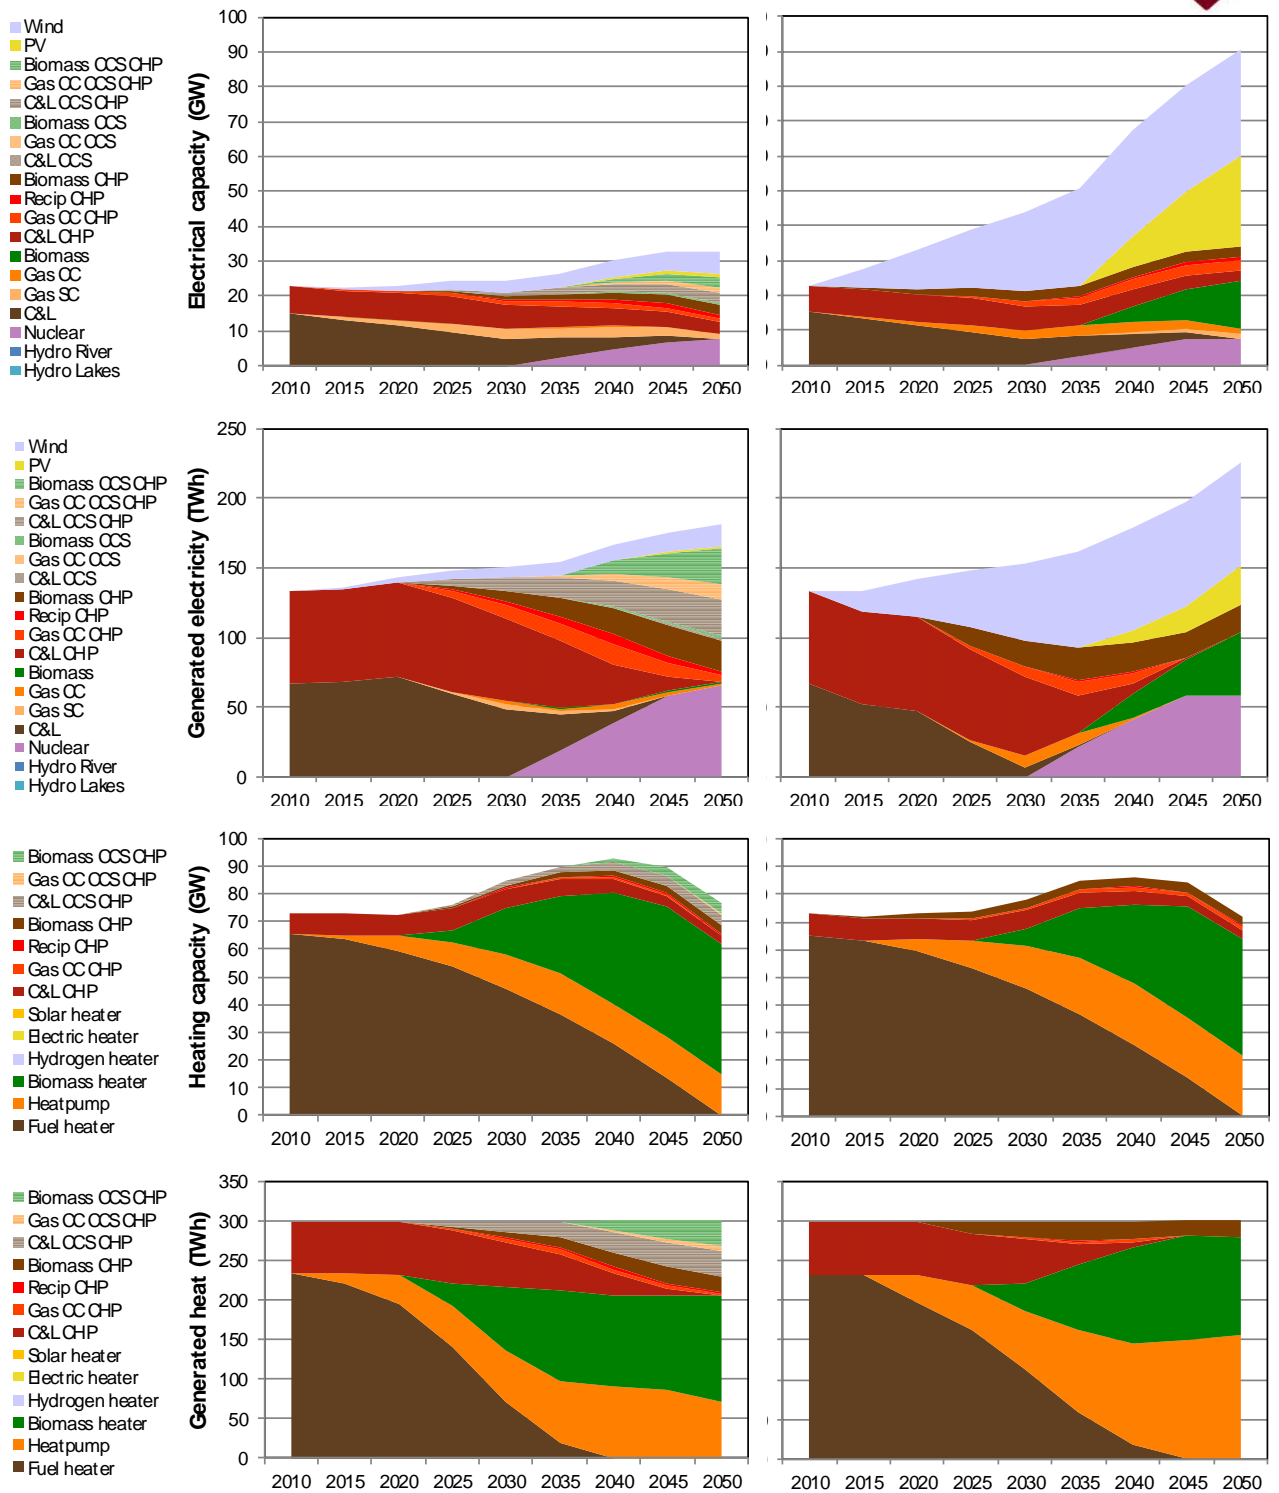 Wind
PV
Biomass CCS CHP
Gas CC CCS CHP
C&L CCS CHP
Biomass CCS
Gas CC CCS
C&L CCS
Biomass CHP
Recip CHP
Gas CC CHP
C&L CHP
Biomass
Gas CC
Gas SC
C&L
Nuclear
Hydro River
Hydro Lakes
Electrical capacity (GW)
100
90
80
70
60
50
40
30
20
10
0
2010 2015 2020 2025 2030 2035 2040 2045 2050
2010 2015 2020 2025 2030 2035 2040 2045 2050
Wind
PV
Biomass CCS CHP
Gas CC CCS CHP
C&L CCS CHP
Biomass CCS
Gas CC CCS
C&L CCS
Biomass CHP
Recip CHP
Gas CC CHP
C&L CHP
Biomass
Gas CC
Gas SC
C&L
Nuclear
Hydro River
Hydro Lakes
Generated electricity (TWh)
250
200
150
100
50
0
2010 2015 2020 2025 2030 2035 2040 2045 2050
2010 2015 2020 2025 2030 2035 2040 2045 2050
Biomass CCS CHP
Gas CC CCS CHP
C&L CCS CHP
Biomass CHP
Recip CHP
Gas CC CHP
C&L CHP
Solar heater
Electric heater
Hydrogen heater
Biomass heater
Heat pump
Fuel heater
Heating capacity (GW)
100
90
80
70
60
50
40
30
20
10
0
2010 2015 2020 2025 2030 2035 2040 2045 2050
2010 2015 2020 2025 2030 2035 2040 2045 2050
Biomass CCS CHP
Gas CC CCS CHP
C&L CCS CHP
Biomass CHP
Recip CHP
Gas CC CHP
C&L CHP
Solar heater
Electric heater
Hydrogen heater
Biomass heater
Heat pump
Fuel heater
Generated heat (TWh)
350
300
250
200
150
100
50
0
2010 2015 2020 2025 2030 2035 2040 2045 2050
2010 2015 2020 2025 2030 2035 2040 2045 2050